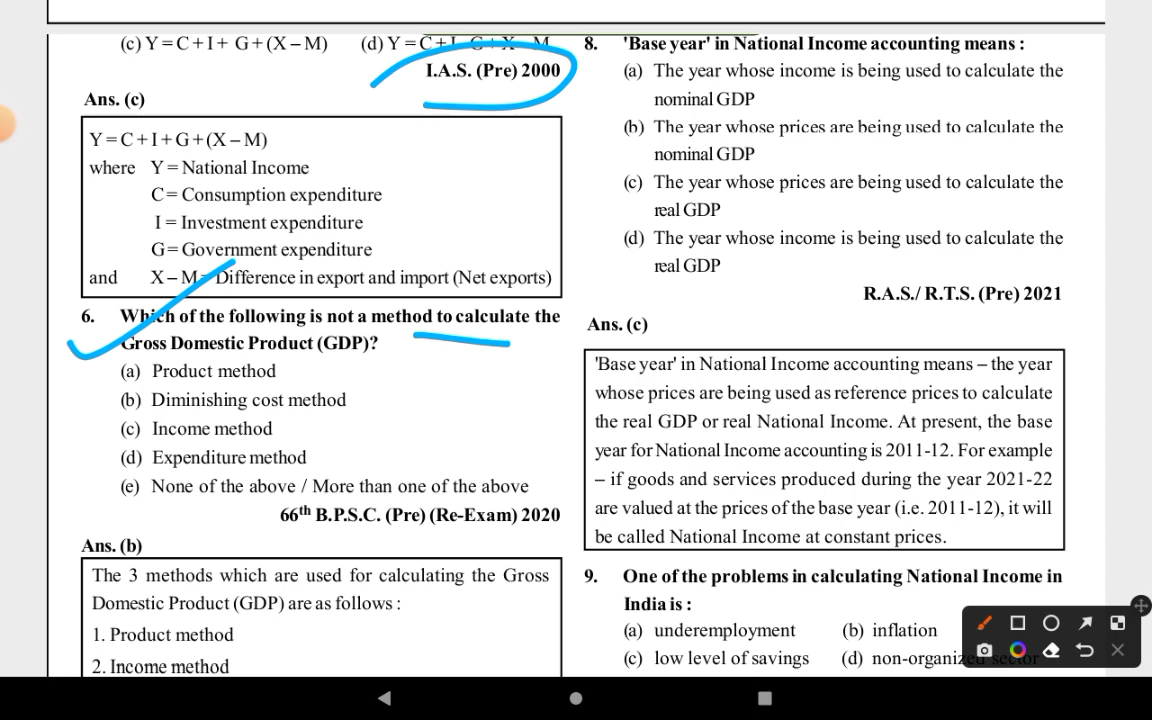 (c) Y = C + I + G + (X – M) (d) Y = C + I – G + X – M
I.A.S. (Pre) 2000
Ans. (c)
Y = C + I + G + (X – M)
where Y = National Income
C = Consumption expenditure
I = Investment expenditure
G = Government expenditure
and X – M = Difference in export and import (Net exports)
6. Which of the following is not a method to calculate the
Gross Domestic Product (GDP)?
(a) Product method
(b) Diminishing cost method
(c) Income method
(d) Expenditure method
(e) None of the above / More than one of the above
66th B.P.S.C. (Pre) (Re-Exam) 2020
Ans. (b)
The 3 methods which are used for calculating the Gross
Domestic Product (GDP) are as follows :
1. Product method
2. Income method
8. 'Base year' in National Income accounting means :
(a) The year whose income is being used to calculate the
nominal GDP
(b) The year whose prices are being used to calculate the
nominal GDP
(c) The year whose prices are being used to calculate the
real GDP
(d) The year whose income is being used to calculate the
real GDP
R.A.S./ R.T.S. (Pre) 2021
Ans. (c)
'Base year' in National Income accounting means – the year
whose prices are being used as reference prices to calculate
the real GDP or real National Income. At present, the base
year for National Income accounting is 2011-12. For example
– if goods and services produced during the year 2021-22
are valued at the prices of the base year (i.e. 2011-12), it will
be called National Income at constant prices.
9. One of the problems in calculating National Income in
India is :
(a) underemployment (b) inflation
(c) low level of savings (d) non-organized sector